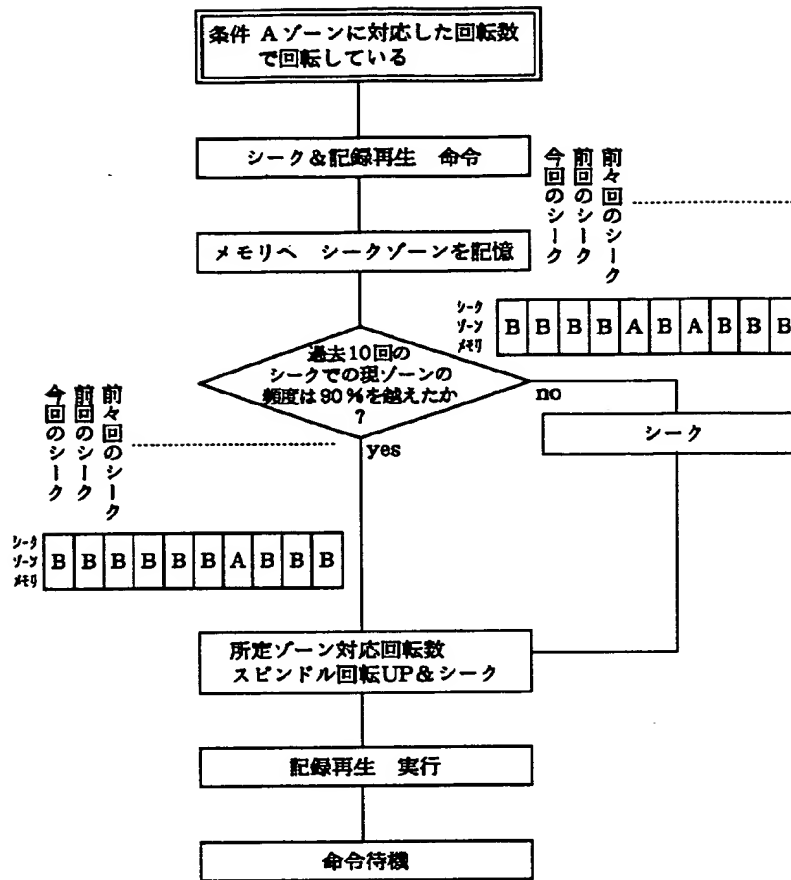 条件 Aゾーンに対応した回転数
で回転している
シーク&記録再生 命令
メモリへ シークゾーンを記憶
今回のシーク
前回のシーク
前々回のシーク
シーク
ゾーン
メモリ
B B B B A B A B B B
過去10回の
シークでの現ゾーンの
頻度は80%を越えたか
?
no
シーク
yes
今回のシーク
前回のシーク
前々回のシーク
シーク
ゾーン
メモリ
B B B B B B A B B B
所定ゾーン対応回転数
スピンドル回転UP&シーク
記録再生 実行
命令待機